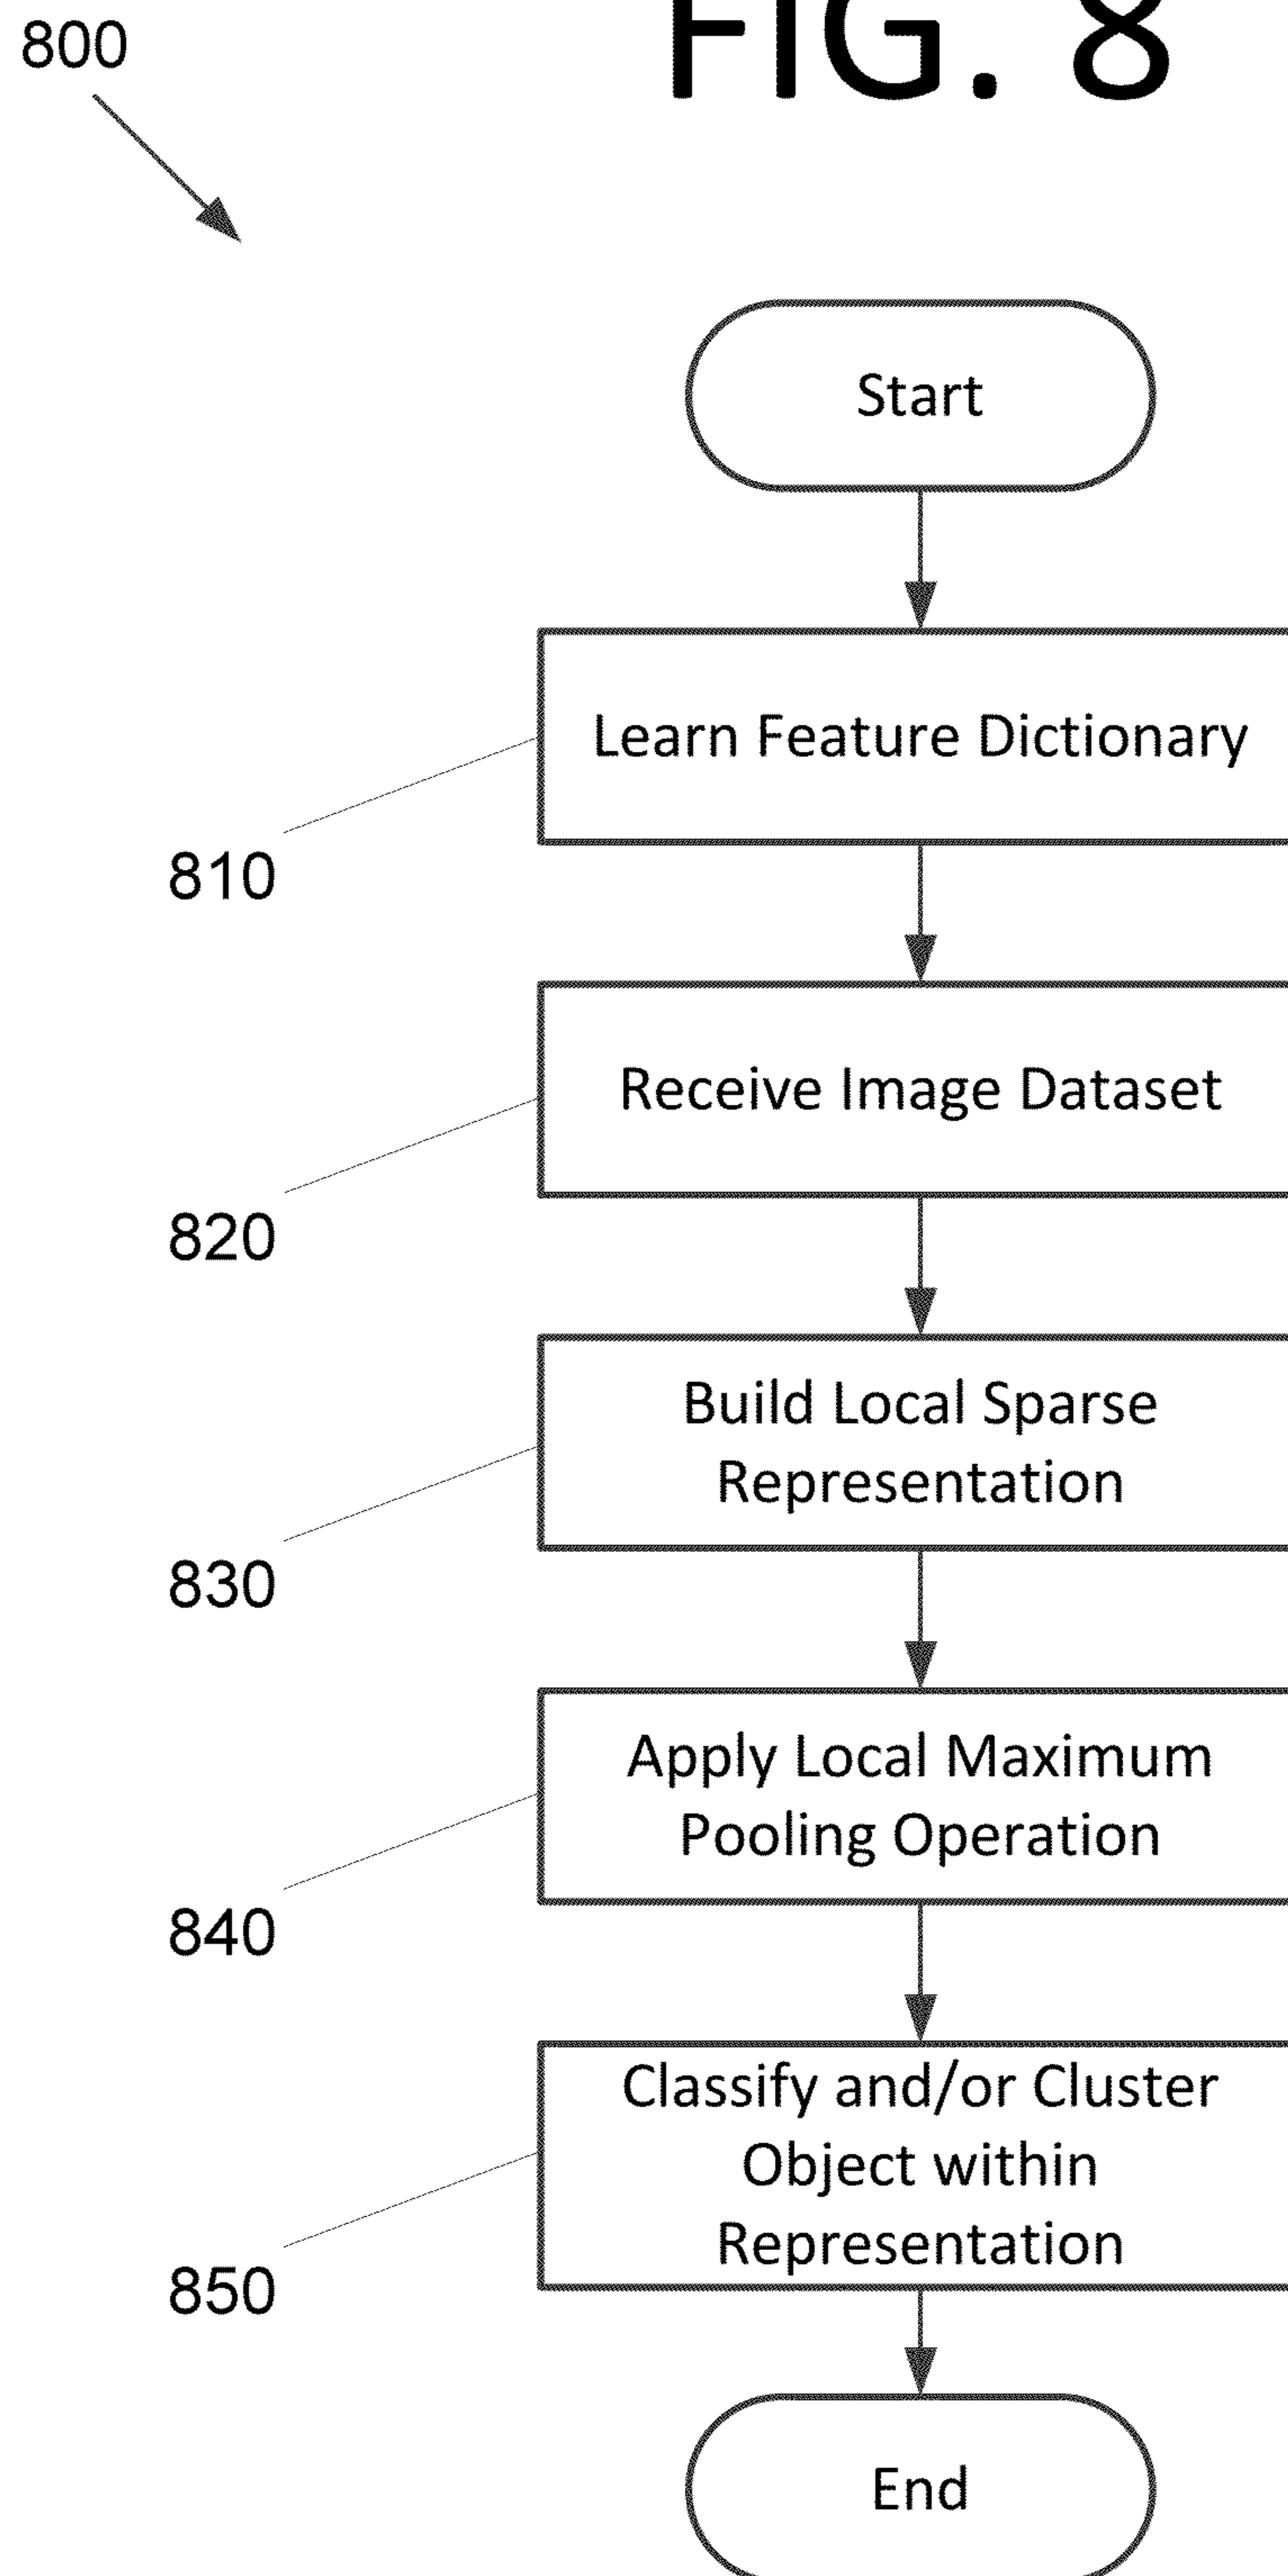 800
FIG. 8
Start
Learn Feature Dictionary
810
Receive Image Dataset
820
Build Local Sparse
Representation
830
Apply Local Maximum
Pooling Operation
840
Classify and/or Cluster
Object within
Representation
850
End